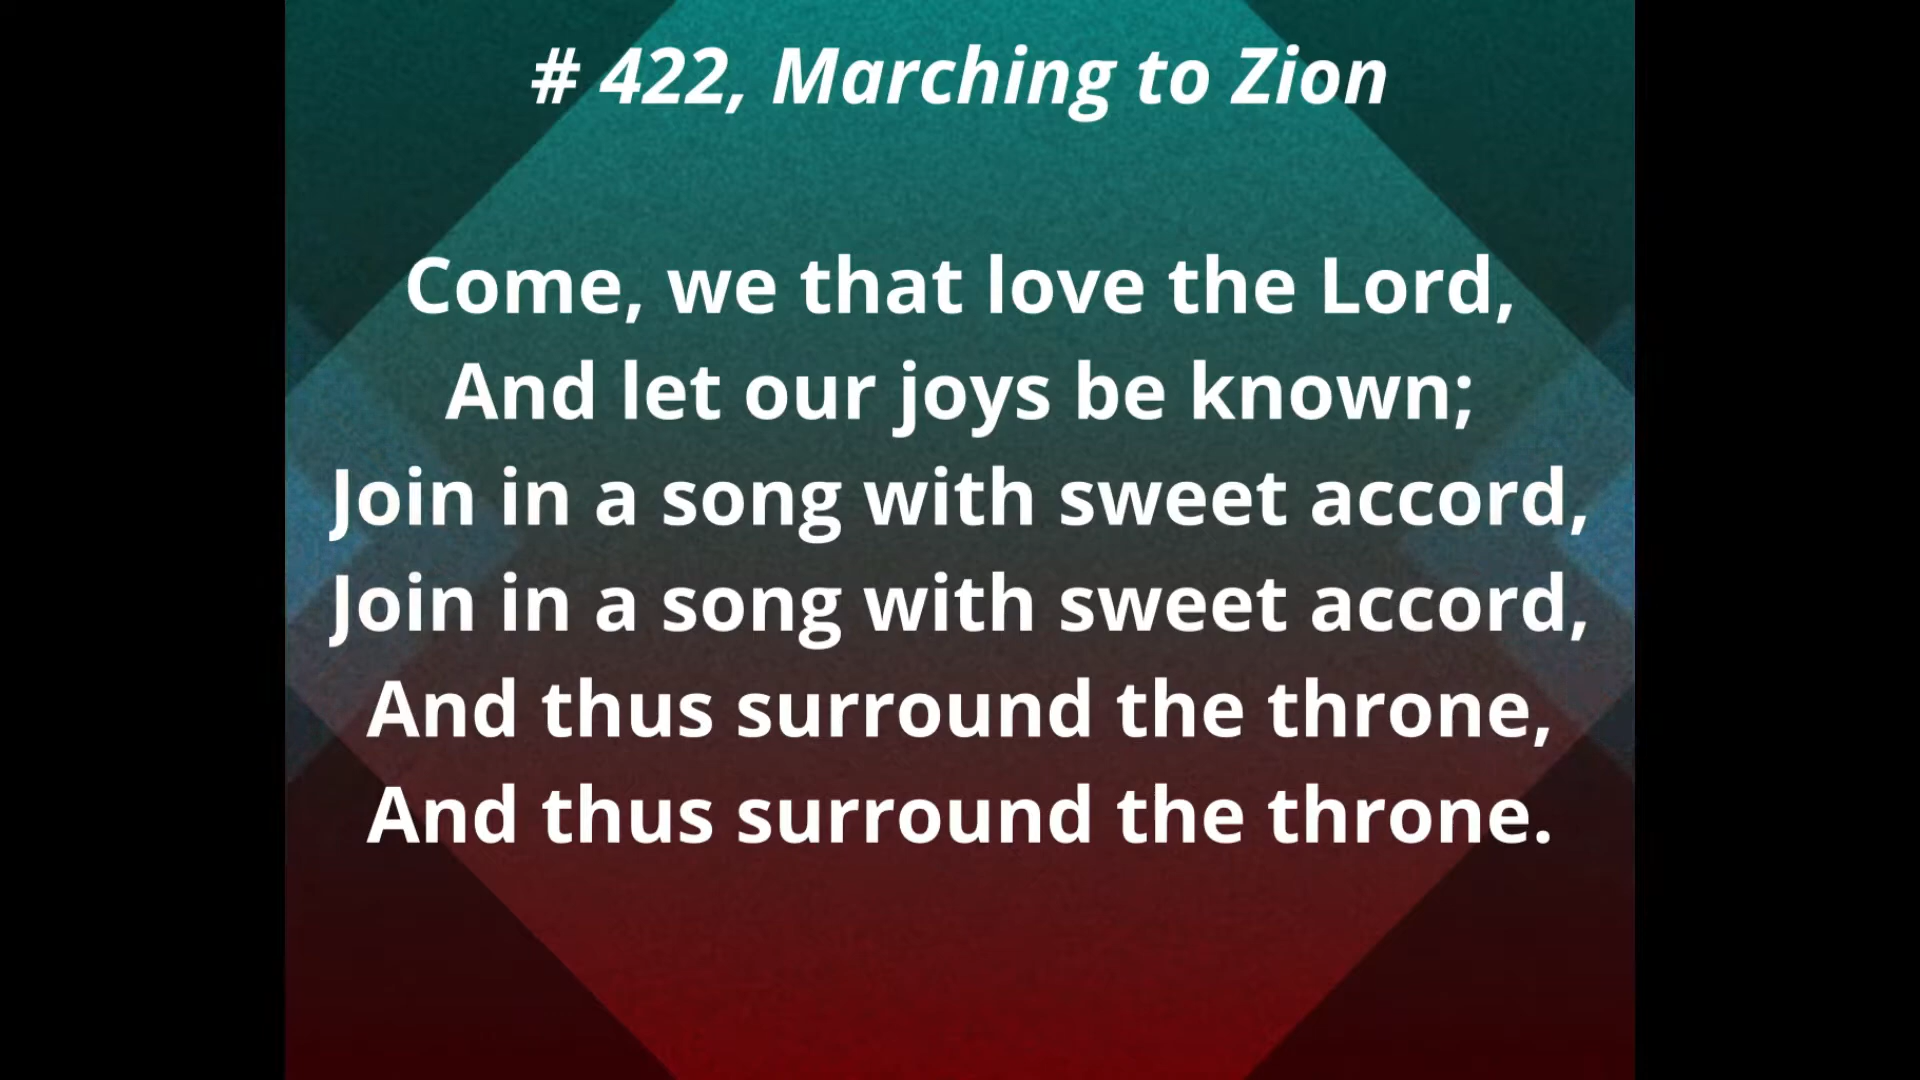 # 422, Marching to Zion
Come, we that love the Lord,
And let our joys be known;
Join in a song with sweet accord,
Join in a song with sweet accord,
And thus surround the throne,
And thus surround the throne.